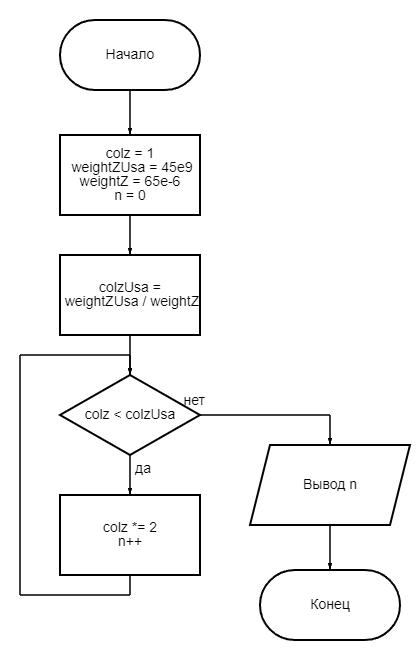 Начало
colz = 1
weightZUsa = 45e9
weightZ = 65e-6
n = 0
colzUsa =
weightZUsa / weightZ
colz < colzUsa
нет
да
colz *= 2
n++
Вывод n
Конец